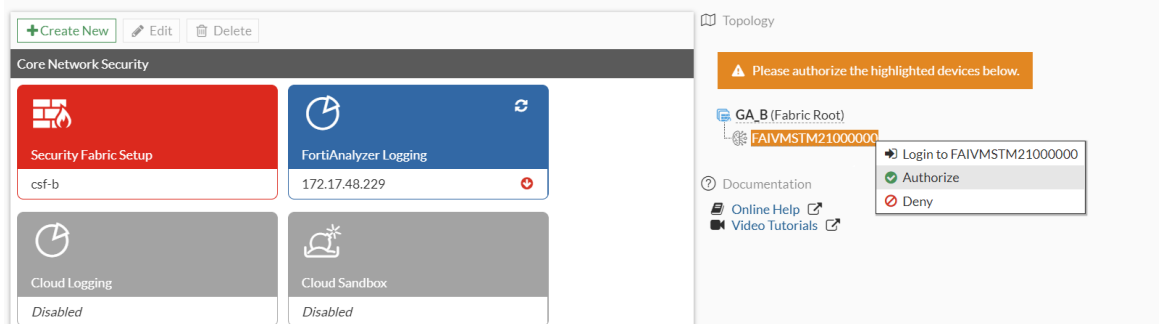 Create New
Edit
Delete
Core Network Security
Security Fabric Setup
csf-b
FortiAnalyzer Logging
172.17.48.229
Cloud Logging
Disabled
Cloud Sandbox
Disabled
Topology
Please authorize the highlighted devices below.
GA_B (Fabric Root)
FAIVMSTM21000000
Login to FAIVMSTM21000000
Authorize
Deny
Documentation
Online Help
Video Tutorials